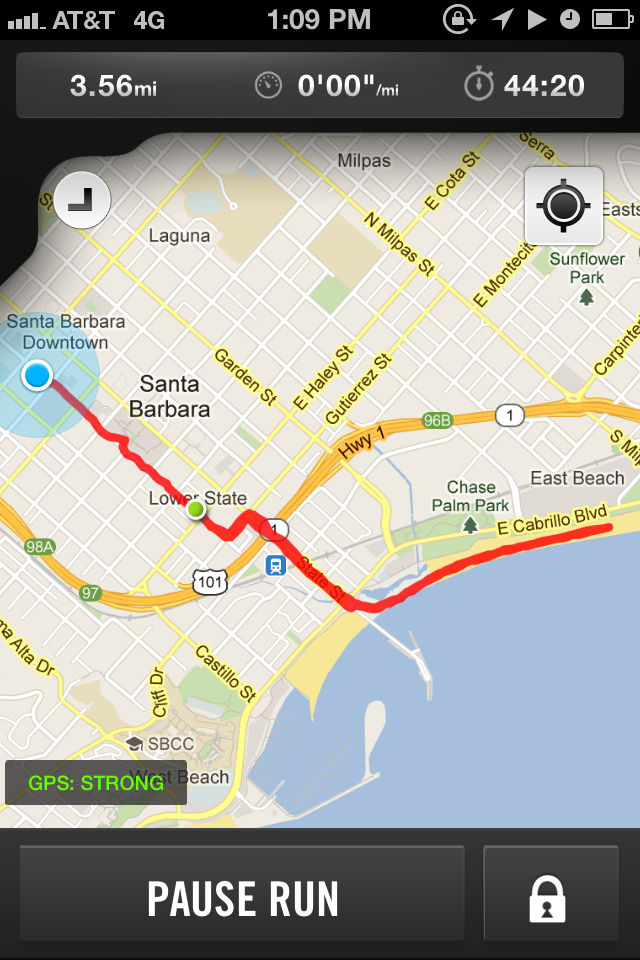 AT&T 4G 1:09 PM
3.56mi 0'00"/mi 44:20
Serra
Milpas
E Cota St
Easts
N Milpas St
Laguna
E Montecit
Sunflower
Park
Santa Barbara
Downtown
Garden St
E Haley St
Gutierrez St
Carpinte
Santa
Barbara
1
96B
Hwy 1
S Mil
East Beach
Chase
Palm Park
Lower State
E Cabrillo Blvd
1
98A
101
State St
97
Castillo St
ma Alta Dr
Cliff Dr
SBCC
West Beach
GPS: STRONG
PAUSE RUN